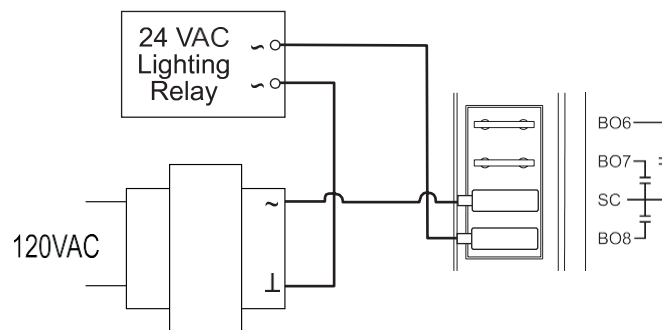 24 VAC
Lighting
Relay
~
~
120VAC
~
⊥
BO6
BO7
SC
BO8